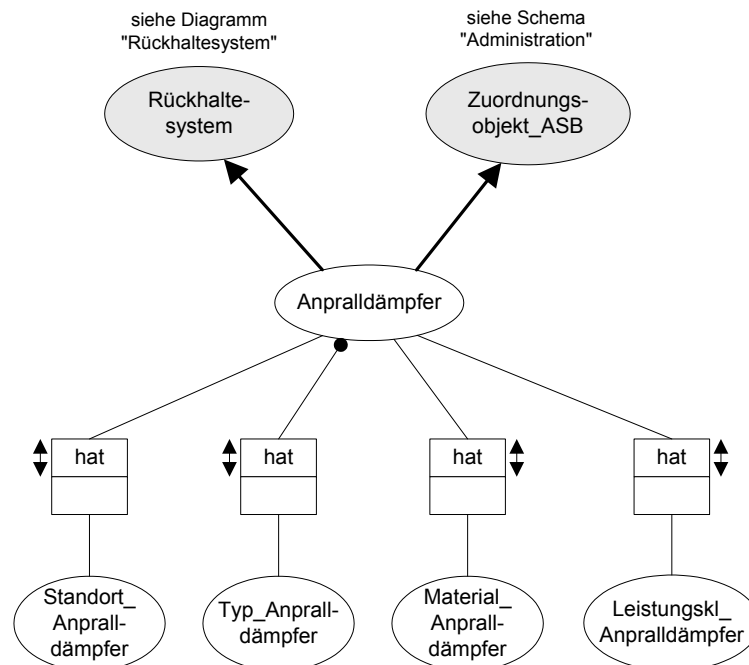 siehe Diagramm
"Rückhaltesystem"
siehe Schema
"Administration"
Rückhalte-
system
Zuordnungs-
objekt_ASB
Anpralldämpfer
hat
hat
hat
hat
Standort_
Anprall-
dämpfer
Typ_Anprall-
dämpfer
Material_
Anprall-
dämpfer
Leistungskl_
Anpralldämpfer